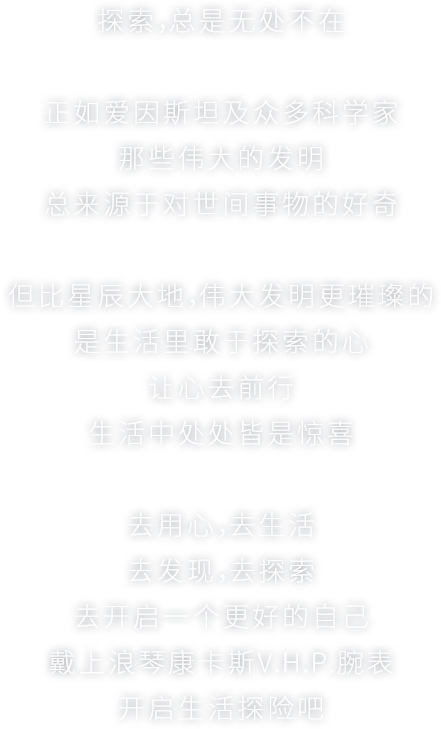 探索，总是无处不在
正如爱因斯坦及众多科学家
那些伟大的发明
总来源于对世间事物的好奇
但比星辰大地，伟大发明更璀璨的
是生活里敢于探索的心
让心去前行
生活中处处皆是惊喜
去用心，去生活
去发现，去探索
去开启一个更好的自己
戴上浪琴康卡斯V.H.P.腕表
开启生活探险吧